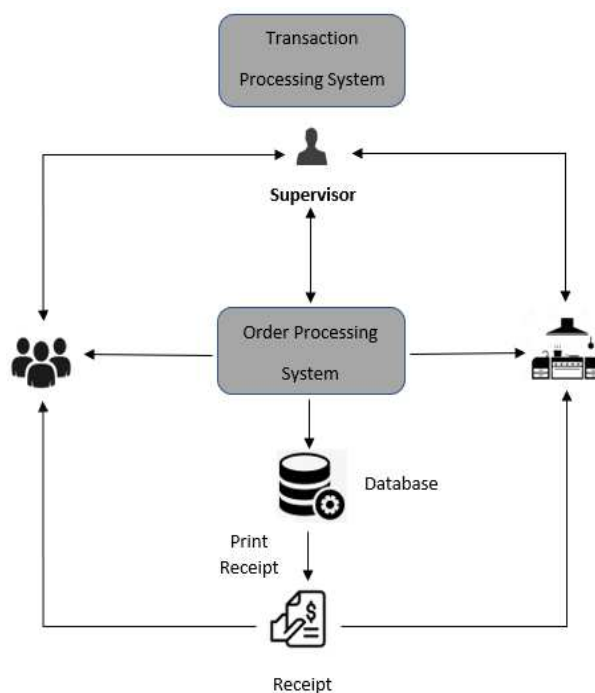 Transaction
Processing System
Supervisor
Order Processing
System
Database
Print
Receipt
$
Receipt